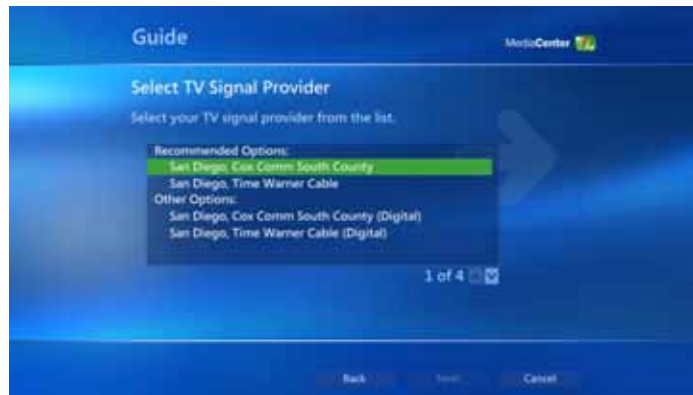 Guide
MediaCenter
Select TV Signal Provider
Select your TV signal provider from the list.
Recommended Options:
San Diego, Cox Comm South County
San Diego, Time Warner Cable
Other Options:
San Diego, Cox Comm South County (Digital)
San Diego, Time Warner Cable (Digital)
1 of 4
Back Next Cancel